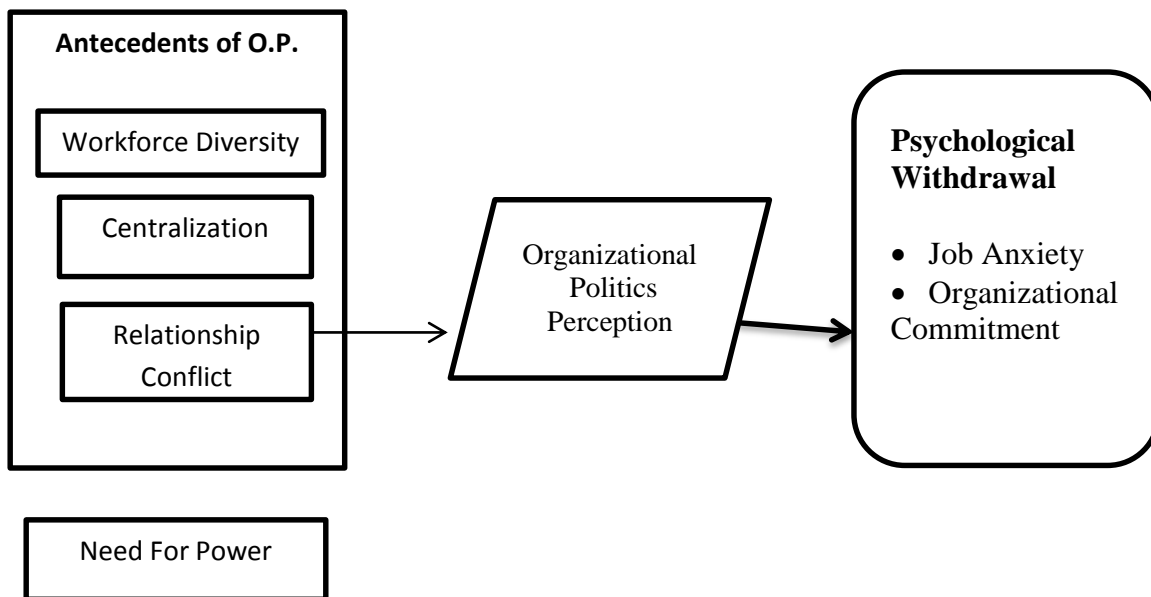 Antecedents of O.P.
Workforce Diversity
Centralization
Relationship
Conflict
Need For Power
Organizational
Politics
Perception
Psychological
Withdrawal
• Job Anxiety
• Organizational
Commitment